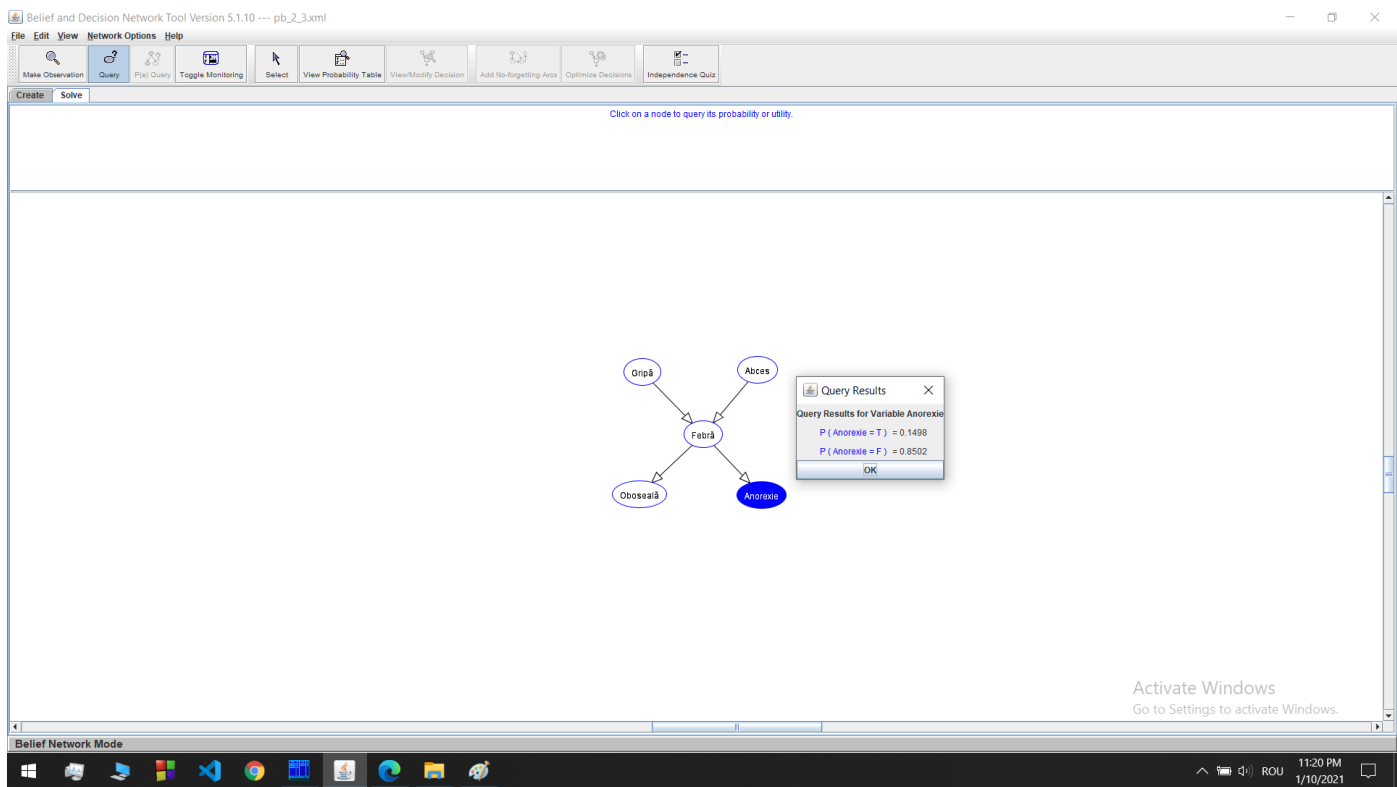 Belief and Decision Network Tool Version 5.1.10 --- pb_2_3.xml
File Edit View Network Options Help
Make Observation Query P(e) Query Toggle Monitoring Select View Probability Table View/Modify Decision Add No-forgetting Arcs Optimize Decisions Independence Quiz
Create Solve
Click on a node to query its probability or utility.
Gripă Abces
Febră
Oboseală Anorexie
Query Results
Query Results for Variable Anorexie
P ( Anorexie = T ) = 0.1498
P ( Anorexie = F ) = 0.8502
OK
Activate Windows
Go to Settings to activate Windows.
Belief Network Mode
ROU
11:20 PM
1/10/2021